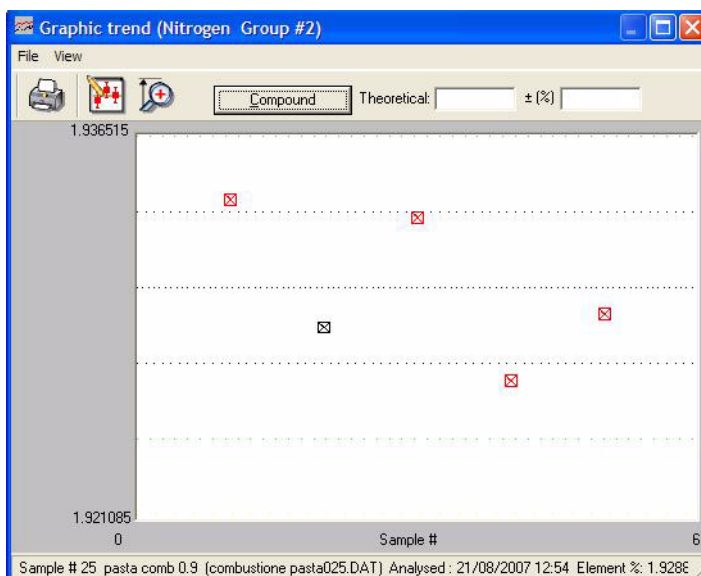 Graphic trend (Nitrogen Group #2)
File View
Compound Theoretical: ± (%)
1.936515
1.921085
0 Sample # 6
Sample # 25 pasta comb 0.9 (combustione pasta025.DAT) Analysed : 21/08/2007 12:54 Element %: 1.9288